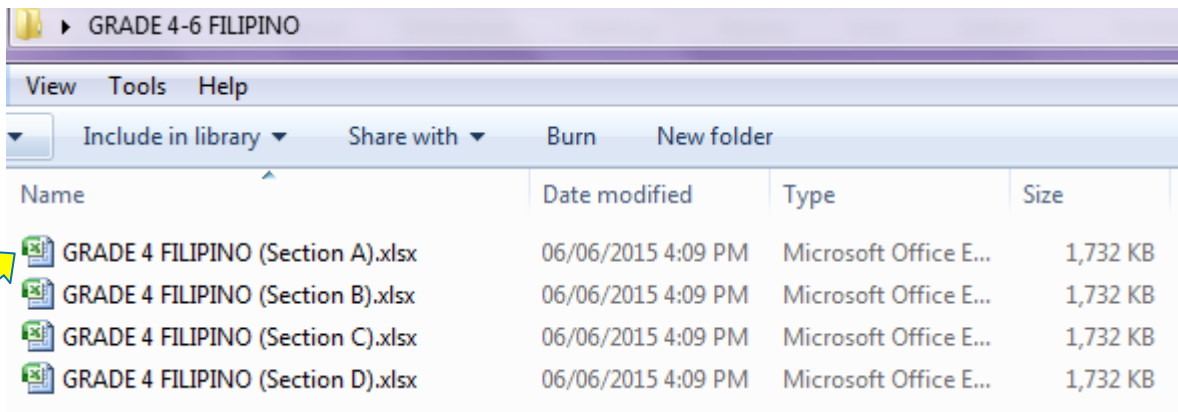 GRADE 4-6 FILIPINO
View Tools Help
Include in library Share with Burn New folder
Name Date modified Type Size
GRADE 4 FILIPINO (Section A).xlsx 06/06/2015 4:09 PM Microsoft Office E... 1,732 KB
GRADE 4 FILIPINO (Section B).xlsx 06/06/2015 4:09 PM Microsoft Office E... 1,732 KB
GRADE 4 FILIPINO (Section C).xlsx 06/06/2015 4:09 PM Microsoft Office E... 1,732 KB
GRADE 4 FILIPINO (Section D).xlsx 06/06/2015 4:09 PM Microsoft Office E... 1,732 KB